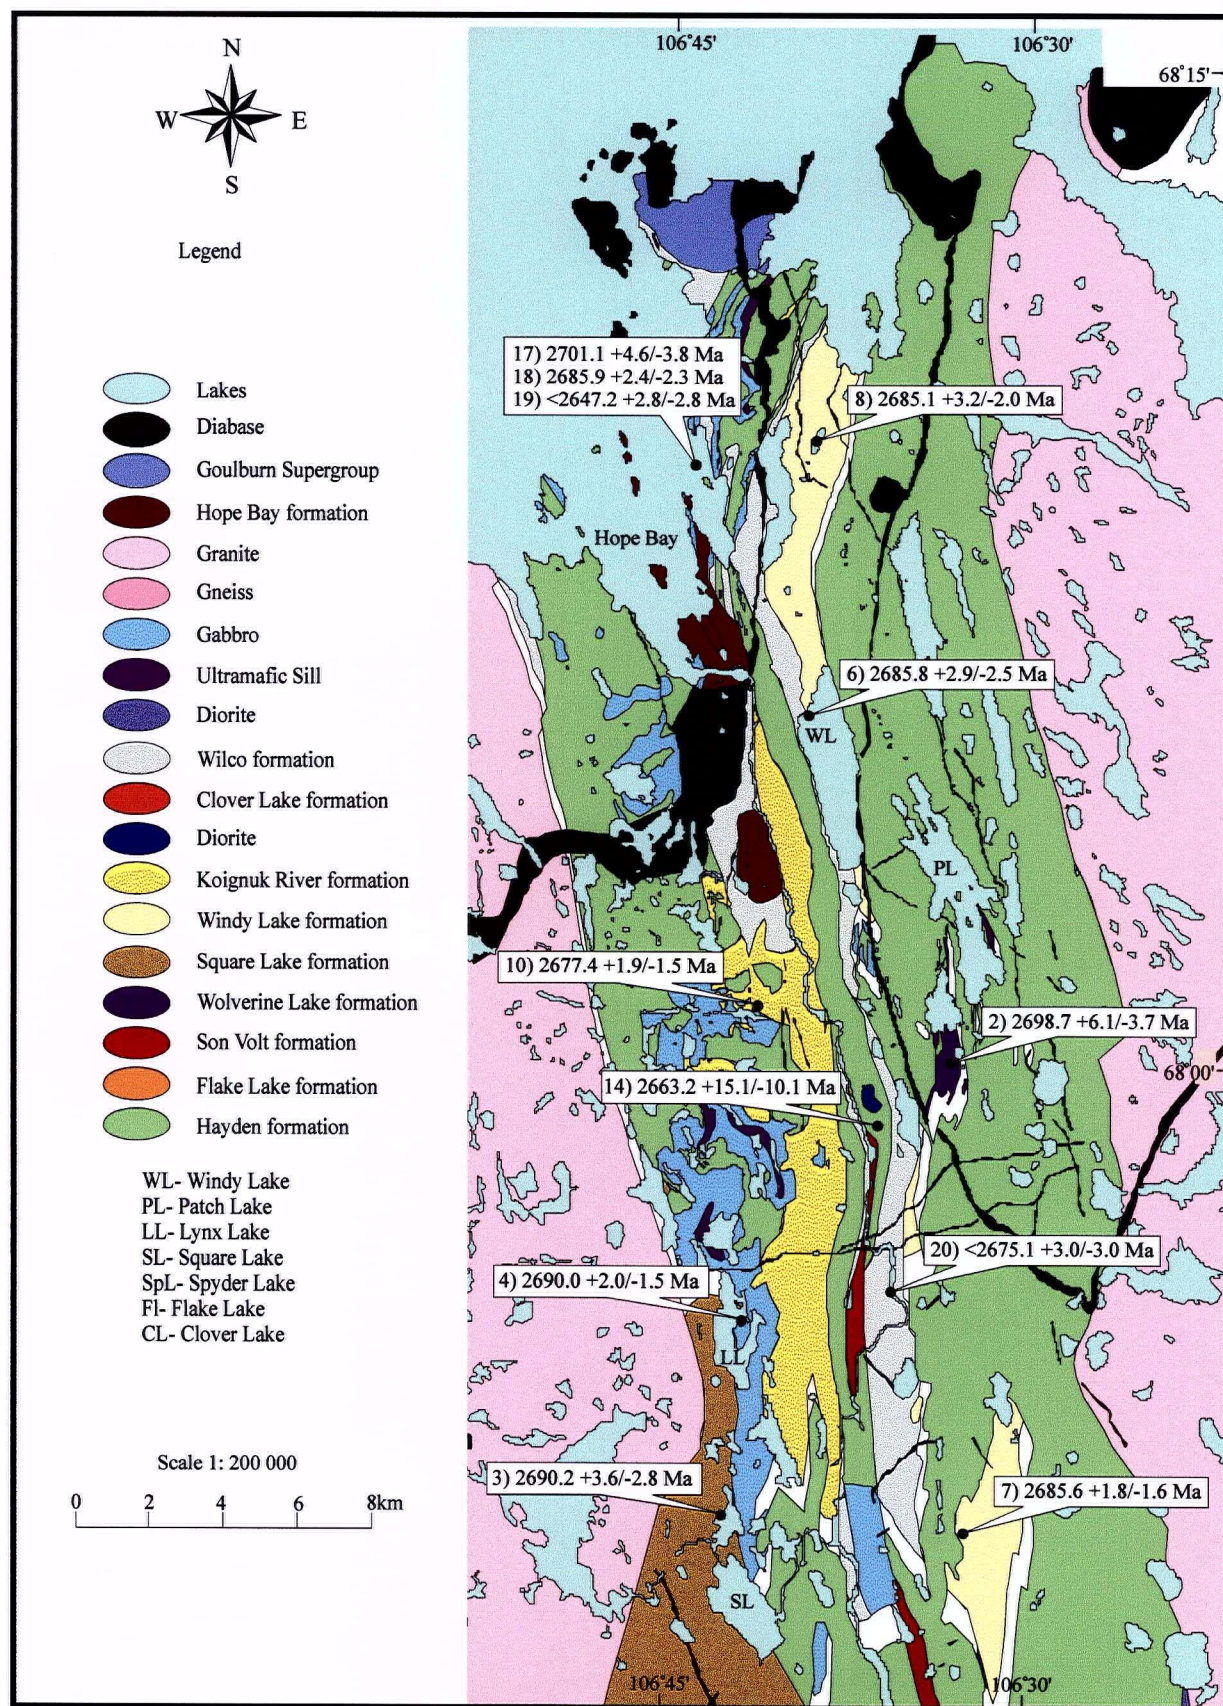 N
W E
S
Legend
Lakes
Diabase
Goulburn Supergroup
Hope Bay formation
Granite
Gneiss
Gabbro
Ultramafic Sill
Diorite
Wilco formation
Clover Lake formation
Diorite
Koignuk River formation
Windy Lake formation
Square Lake formation
Wolverine Lake formation
Son Volt formation
Flake Lake formation
Hayden formation
WL- Windy Lake
PL- Patch Lake
LL- Lynx Lake
SL- Square Lake
SpL- Spyder Lake
Fl- Flake Lake
CL- Clover Lake
Scale 1: 200 000
0 2 4 6 8km
106°45' 106°30'
68°15'
17) 2701.1 +4.6/-3.8 Ma
18) 2685.9 +2.4/-2.3 Ma
19) <2647.2 +2.8/-2.8 Ma
8) 2685.1 +3.2/-2.0 Ma
Hope Bay
6) 2685.8 +2.9/-2.5 Ma
WL
PL
10) 2677.4 +1.9/-1.5 Ma
2) 2698.7 +6.1/-3.7 Ma
68°00'
14) 2663.2 +15.1/-10.1 Ma
20) <2675.1 +3.0/-3.0 Ma
4) 2690.0 +2.0/-1.5 Ma
LL
3) 2690.2 +3.6/-2.8 Ma
7) 2685.6 +1.8/-1.6 Ma
SL
106°45' 106°30'